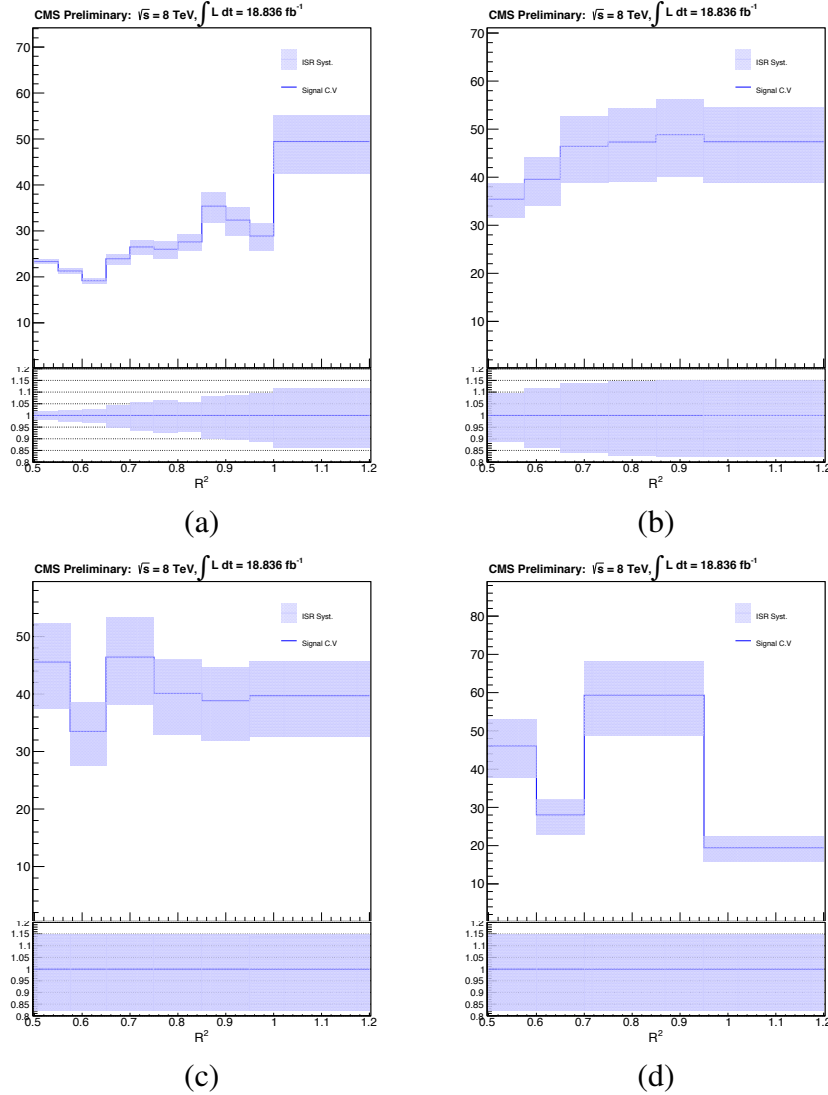 CMS Preliminary: √s = 8 TeV, ∫ L dt = 18.836 fb⁻¹
70
60
50
40
30
20
10
ISR Syst.
Signal C.V
1.2
1.15
1.1
1.05
1
0.95
0.9
0.85
0.8
0.5 0.6 0.7 0.8 0.9 1 1.1 1.2
R²
(a)
CMS Preliminary: √s = 8 TeV, ∫ L dt = 18.836 fb⁻¹
70
60
50
40
30
20
10
ISR Syst.
Signal C.V
1.2
1.15
1.1
1.05
1
0.95
0.9
0.85
0.8
0.5 0.6 0.7 0.8 0.9 1 1.1 1.2
R²
(b)
CMS Preliminary: √s = 8 TeV, ∫ L dt = 18.836 fb⁻¹
50
40
30
20
10
ISR Syst.
Signal C.V
1.2
1.15
1.1
1.05
1
0.95
0.9
0.85
0.8
0.5 0.6 0.7 0.8 0.9 1 1.1 1.2
R²
(c)
CMS Preliminary: √s = 8 TeV, ∫ L dt = 18.836 fb⁻¹
80
70
60
50
40
30
20
10
ISR Syst.
Signal C.V
1.2
1.15
1.1
1.05
1
0.95
0.9
0.85
0.8
0.5 0.6 0.7 0.8 0.9 1 1.1 1.2
R²
(d)